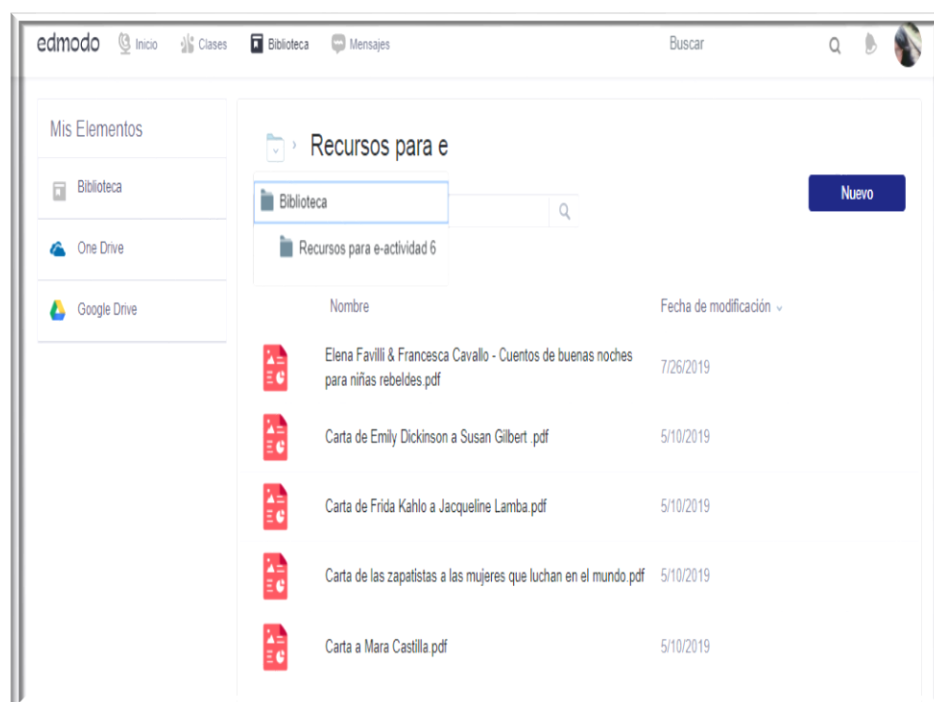 edmodo Inicio Clases Biblioteca Mensajes Buscar
Mis Elementos
Biblioteca
One Drive
Google Drive
Recursos para e
Biblioteca
Recursos para e-actividad 6
Nuevo
Nombre Fecha de modificación
Elena Favilli & Francesca Cavallo - Cuentos de buenas noches
para niñas rebeldes.pdf 7/26/2019
Carta de Emily Dickinson a Susan Gilbert .pdf 5/10/2019
Carta de Frida Kahlo a Jacqueline Lamba.pdf 5/10/2019
Carta de las zapatistas a las mujeres que luchan en el mundo.pdf 5/10/2019
Carta a Mara Castilla.pdf 5/10/2019